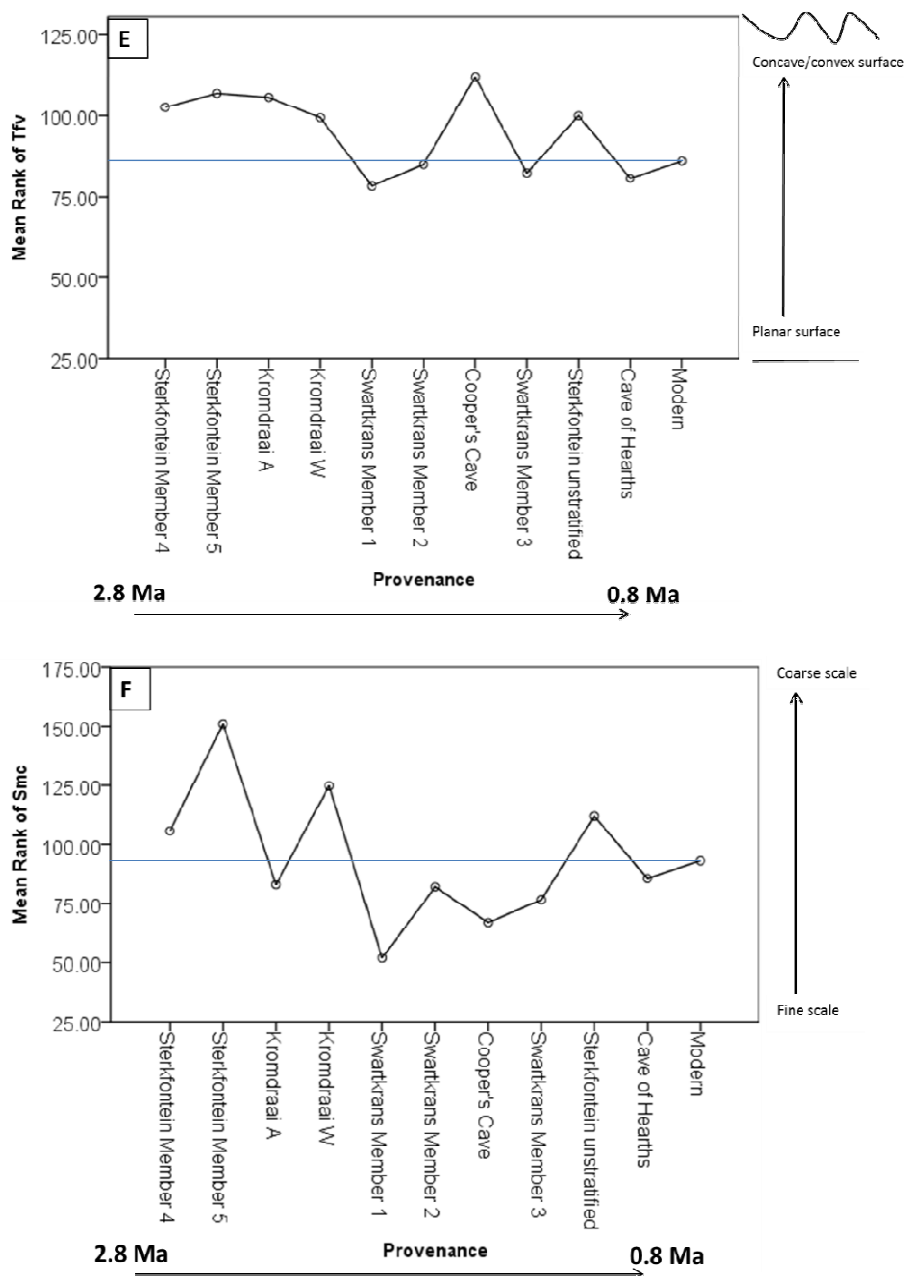 E
125.00
100.00
75.00
50.00
25.00
Mean Rank of Tfv
Concave/convex surface
Planar surface
Sterkfontein Member 4
Sterkfontein Member 5
Kromdraai A
Kromdraai W
Swartkrans Member 1
Swartkrans Member 2
Cooper's Cave
Swartkrans Member 3
Sterkfontein unstratified
Cave of Hearths
Modern
Provenance
2.8 Ma
0.8 Ma
F
175.00
150.00
125.00
100.00
75.00
50.00
25.00
Mean Rank of Smc
Coarse scale
Fine scale
Sterkfontein Member 4
Sterkfontein Member 5
Kromdraai A
Kromdraai W
Swartkrans Member 1
Swartkrans Member 2
Cooper's Cave
Swartkrans Member 3
Sterkfontein unstratified
Cave of Hearths
Modern
Provenance
2.8 Ma
0.8 Ma